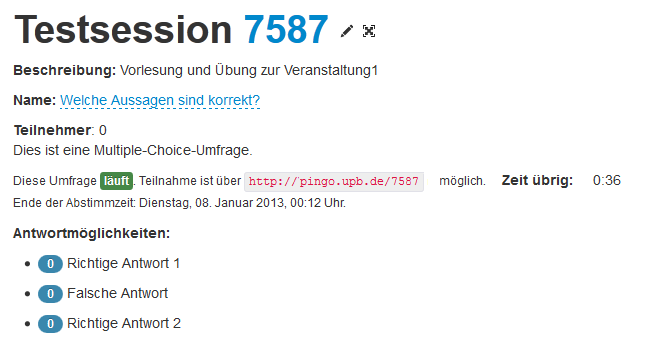 Testsession 7587
Beschreibung: Vorlesung und Übung zur Veranstaltung1
Name: Welche Aussagen sind korrekt?
Teilnehmer: 0
Dies ist eine Multiple-Choice-Umfrage.
Diese Umfrage läuft. Teilnahme ist über http://pingo.upb.de/7587 möglich. Zeit übrig: 0:36
Ende der Abstimmzeit: Dienstag, 08. Januar 2013, 00:12 Uhr.
Antwortmöglichkeiten:
0 Richtige Antwort 1
0 Falsche Antwort
0 Richtige Antwort 2